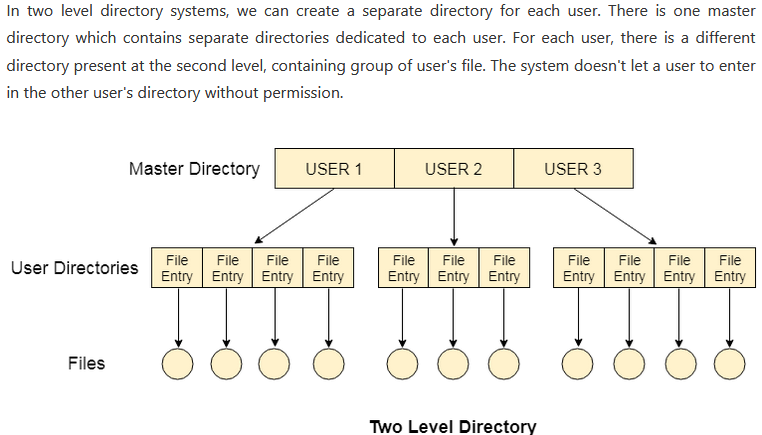 In two level directory systems, we can create a separate directory for each user. There is one master
directory which contains separate directories dedicated to each user. For each user, there is a different
directory present at the second level, containing group of user's file. The system doesn't let a user to enter
in the other user's directory without permission.
Master Directory USER 1 USER 2 USER 3
User Directories
File Entry File Entry File Entry File Entry
File Entry File Entry File Entry
File Entry File Entry File Entry File Entry
Files
Two Level Directory